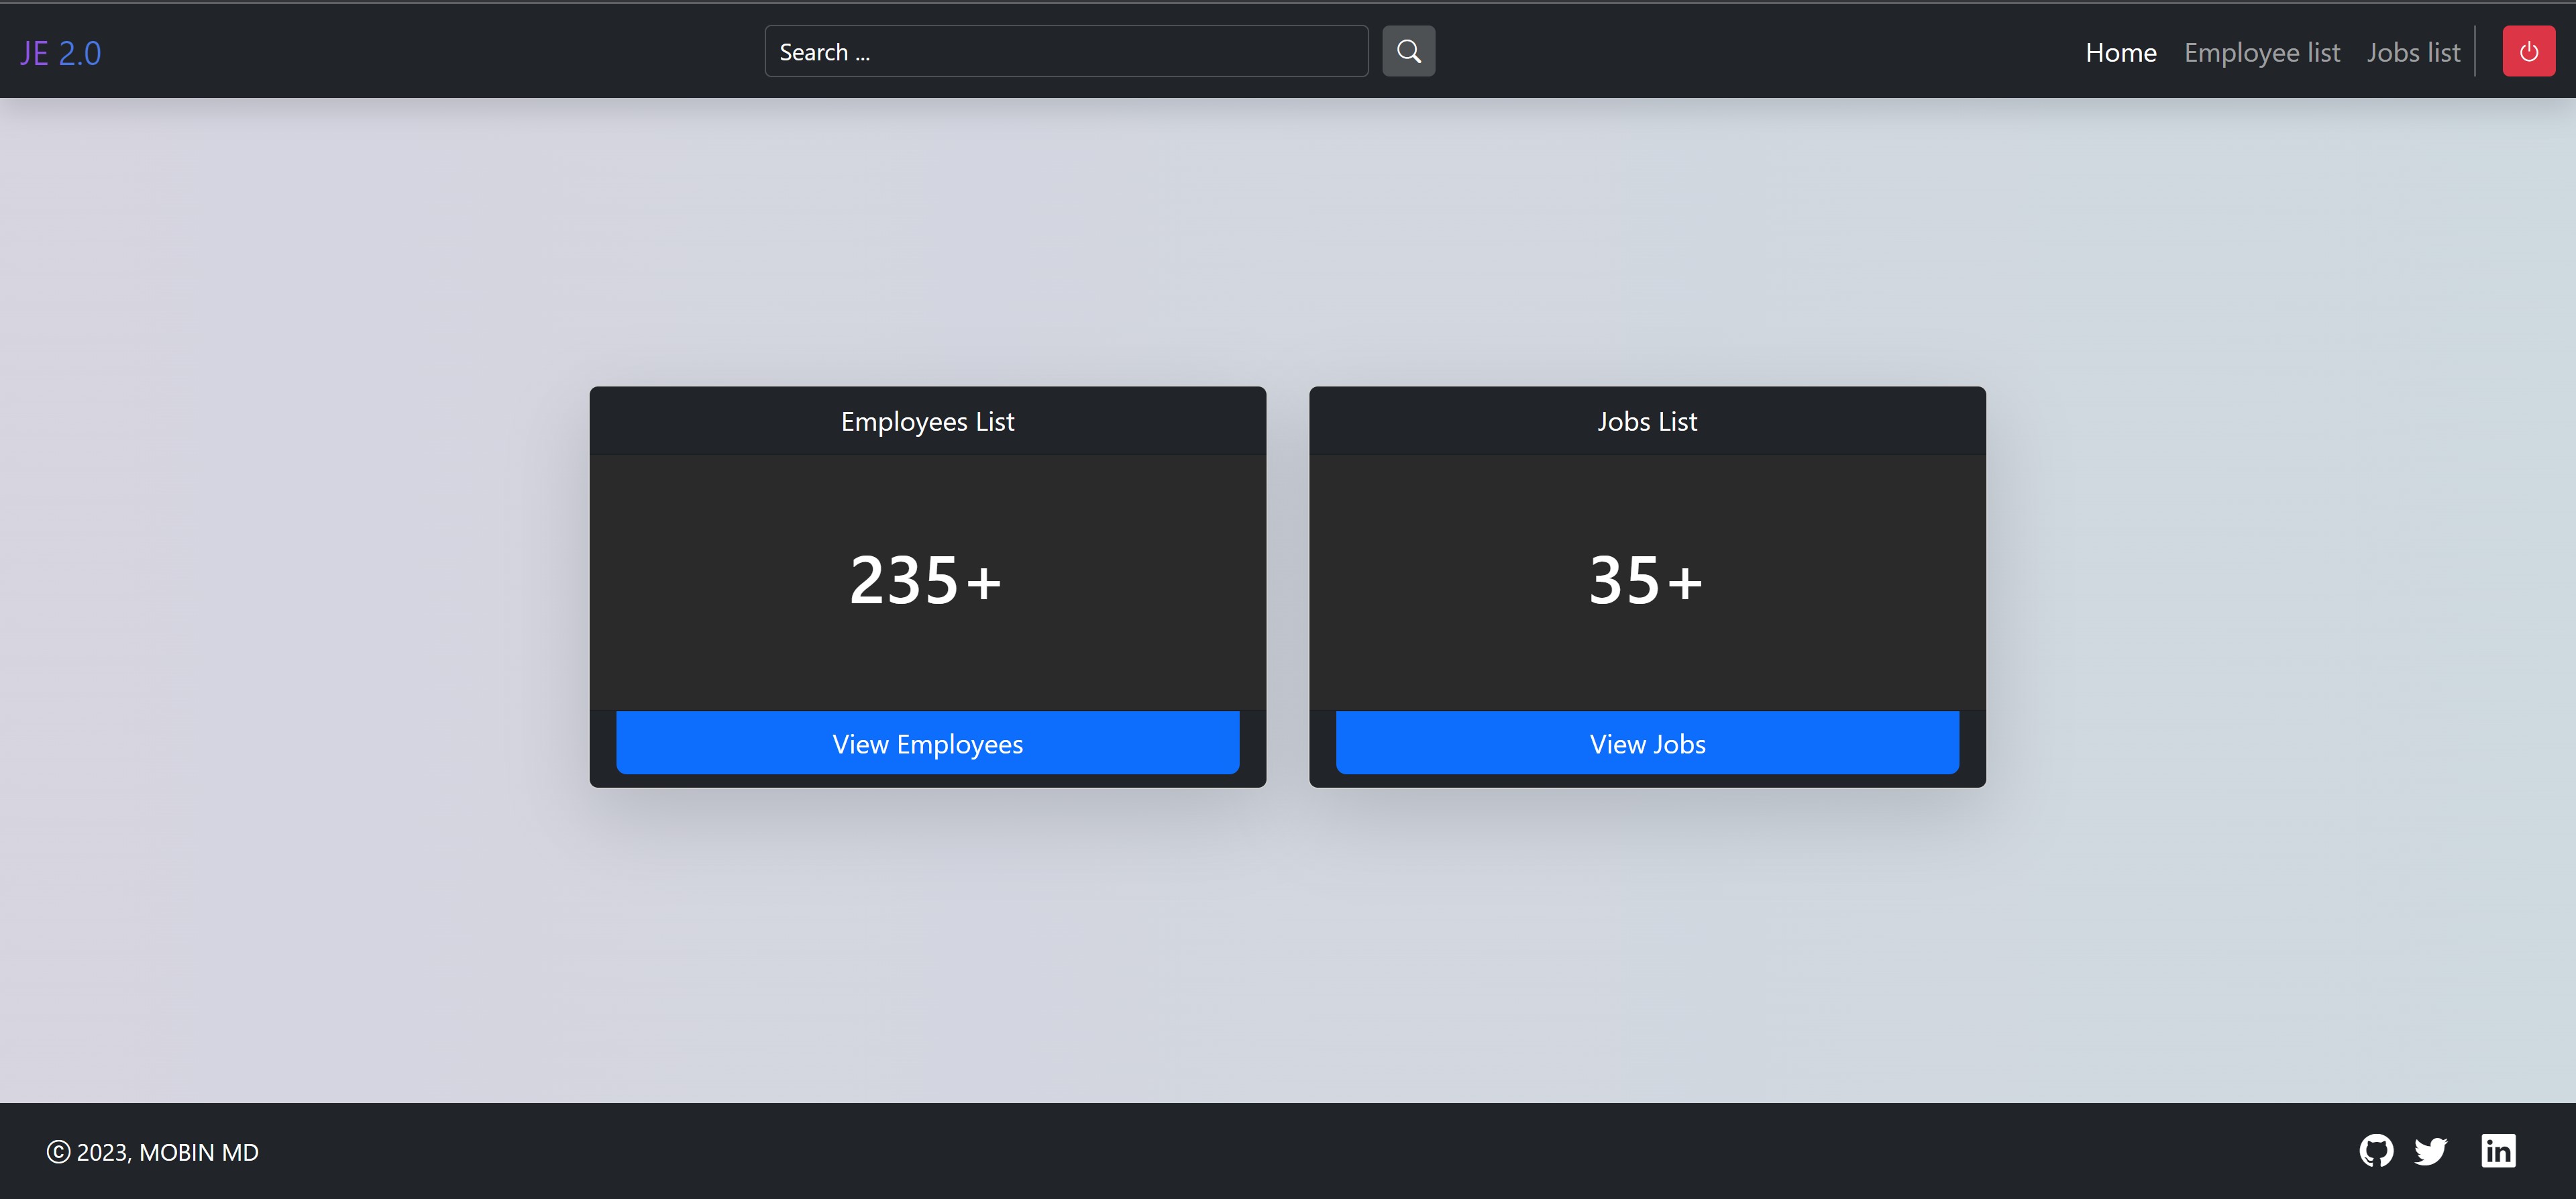 JE 2.0
Search ...
Home
Employee list
Jobs list
Employees List
235+
View Employees
Jobs List
35+
View Jobs
© 2023, MOBIN MD
in